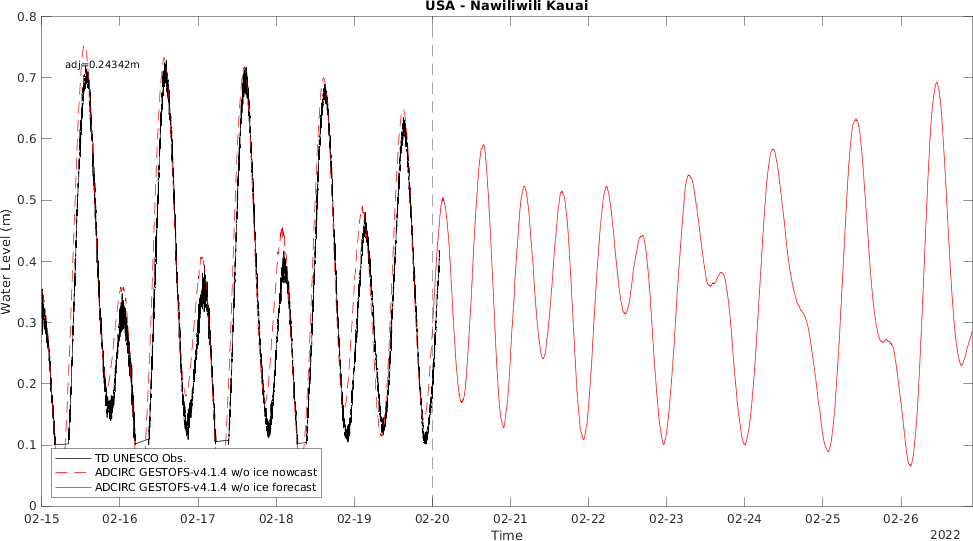 USA - Nawiliwili Kauai
0.8
0.7
0.6
0.5
0.4
0.3
0.2
0.1
0
Water Level (m)
adj=0.24342m
TD UNESCO Obs.
ADCIRC GESTOFS-v4.1.4 w/o ice nowcast
ADCIRC GESTOFS-v4.1.4 w/o ice forecast
02-15 02-16 02-17 02-18 02-19 02-20 02-21 02-22 02-23 02-24 02-25 02-26
Time
2022